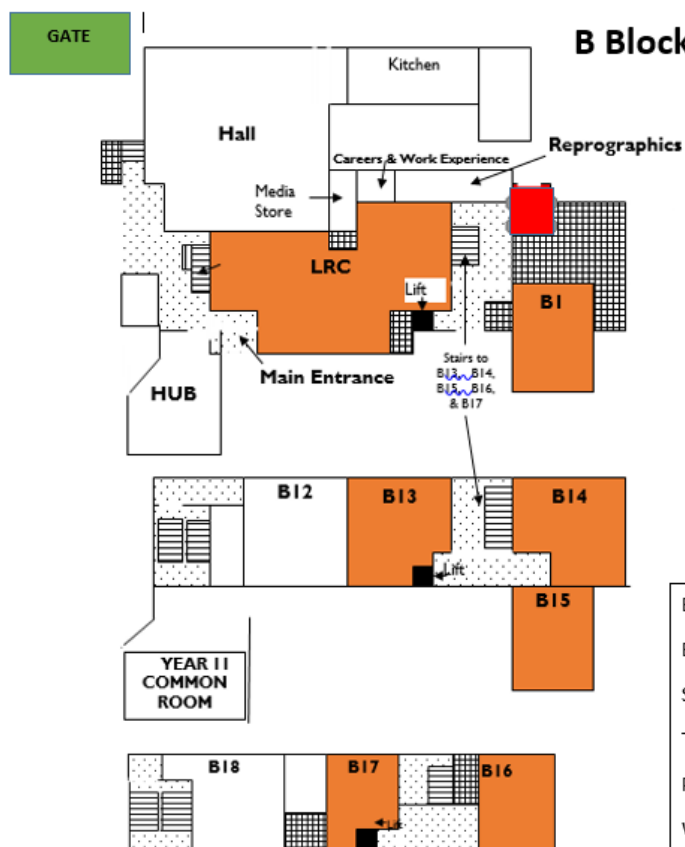 GATE
B Block
Kitchen
Hall
Reprographics
Careers & Work Experience
Media
Store
LRC
Lift
B1
Stairs to
B13, B14,
B15, B16,
& B17
Main Entrance
HUB
B12
B13
B14
Lift
B15
YEAR 11
COMMON
ROOM
B18
B17
B16
Lift